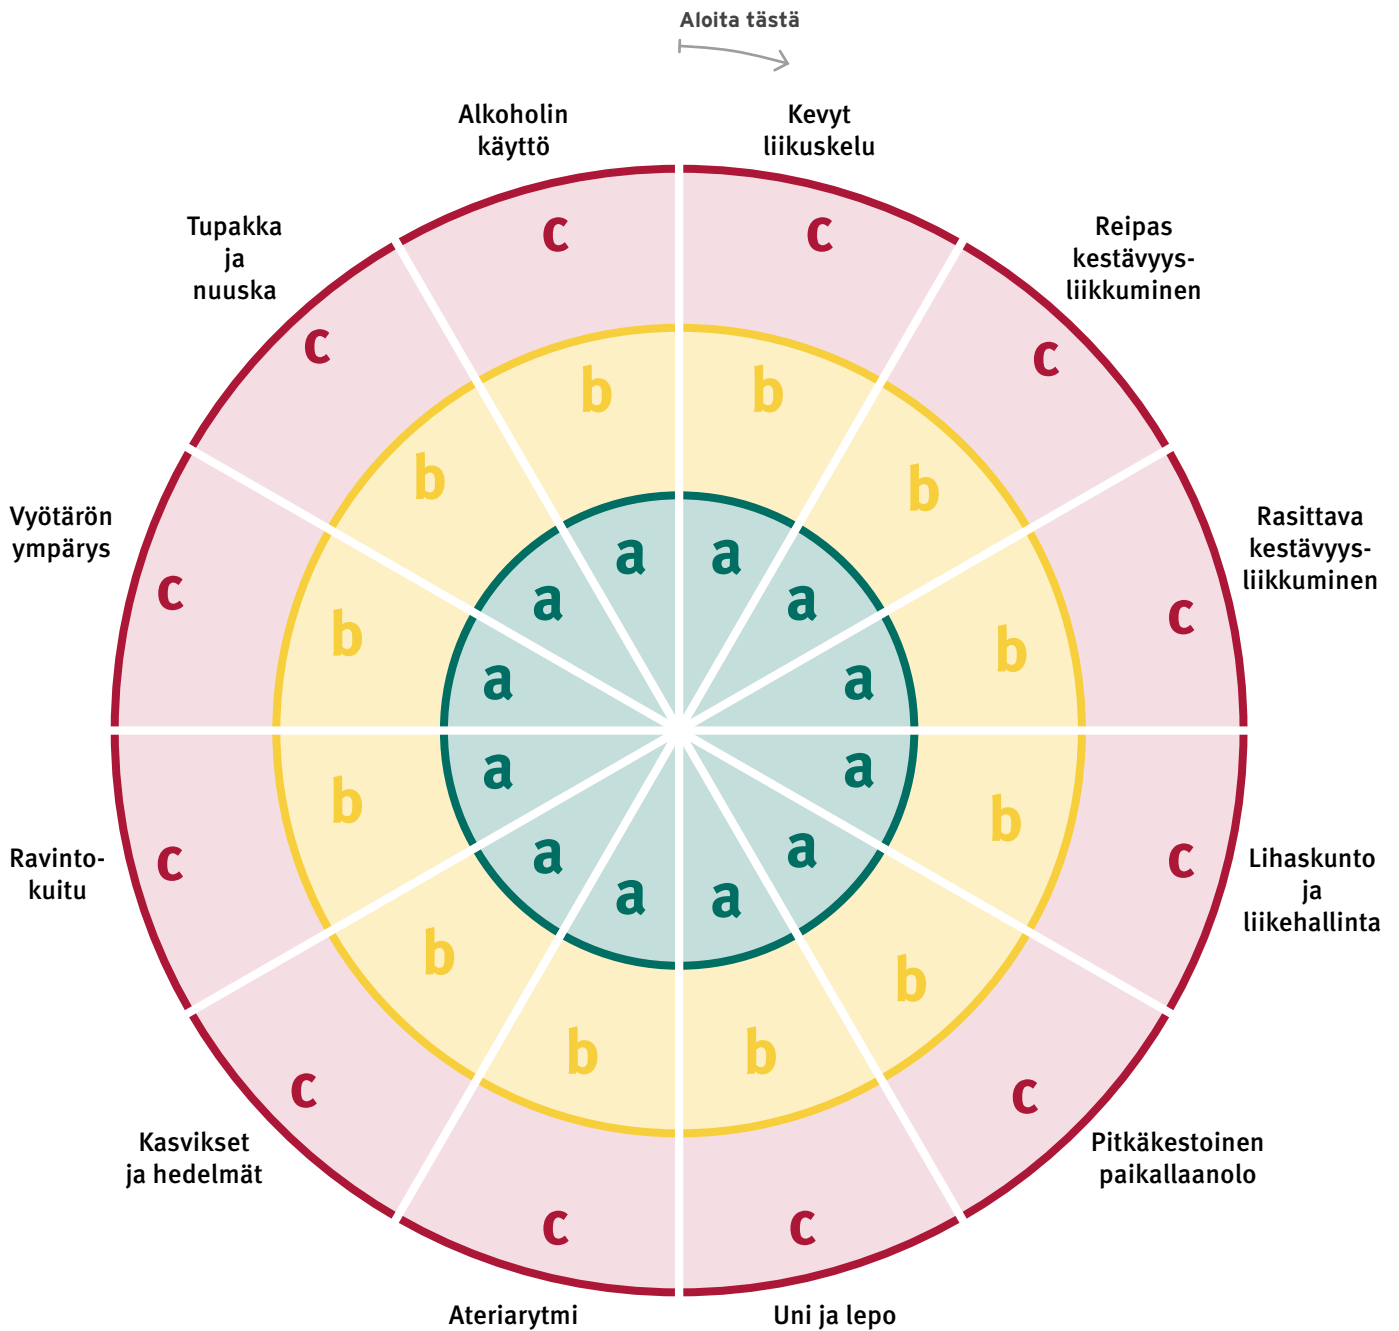 Aloita tästä
Kevyt
liikuskelu
Reipas
kestävyys-
liikkuminen
Rasittava
kestävyys-
liikkuminen
Lihaskunto
ja
liikehallinta
Pitkäkestoinen
paikallaanolo
Uni ja lepo
Ateriarytmi
Kasvikset
ja hedelmät
Ravinto-
kuitu
Vyötärön
ympärys
Tupakka
ja
nuuska
Alkoholin
käyttö
c
c
c
c
c
c
c
c
c
c
c
c
b
b
b
b
b
b
b
b
b
b
b
b
a
a
a
a
a
a
a
a
a
a
a
a